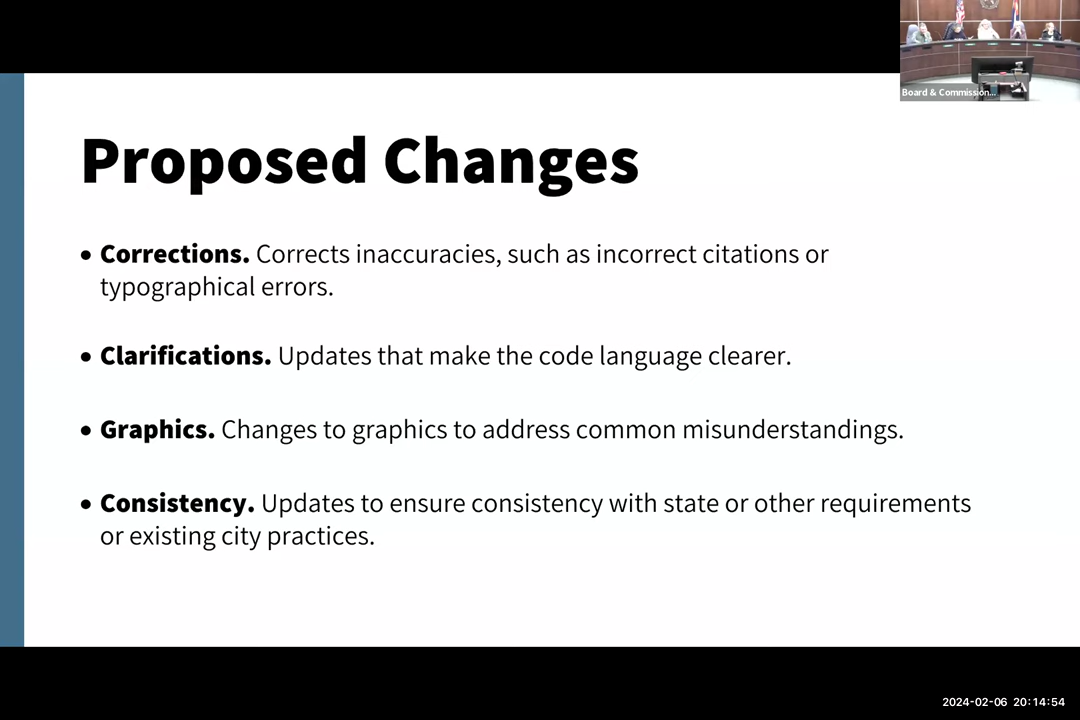 Board & Commission...
Proposed Changes
• Corrections. Corrects inaccuracies, such as incorrect citations or
typographical errors.
• Clarifications. Updates that make the code language clearer.
• Graphics. Changes to graphics to address common misunderstandings.
• Consistency. Updates to ensure consistency with state or other requirements
or existing city practices.
2024-02-06 20:14:54